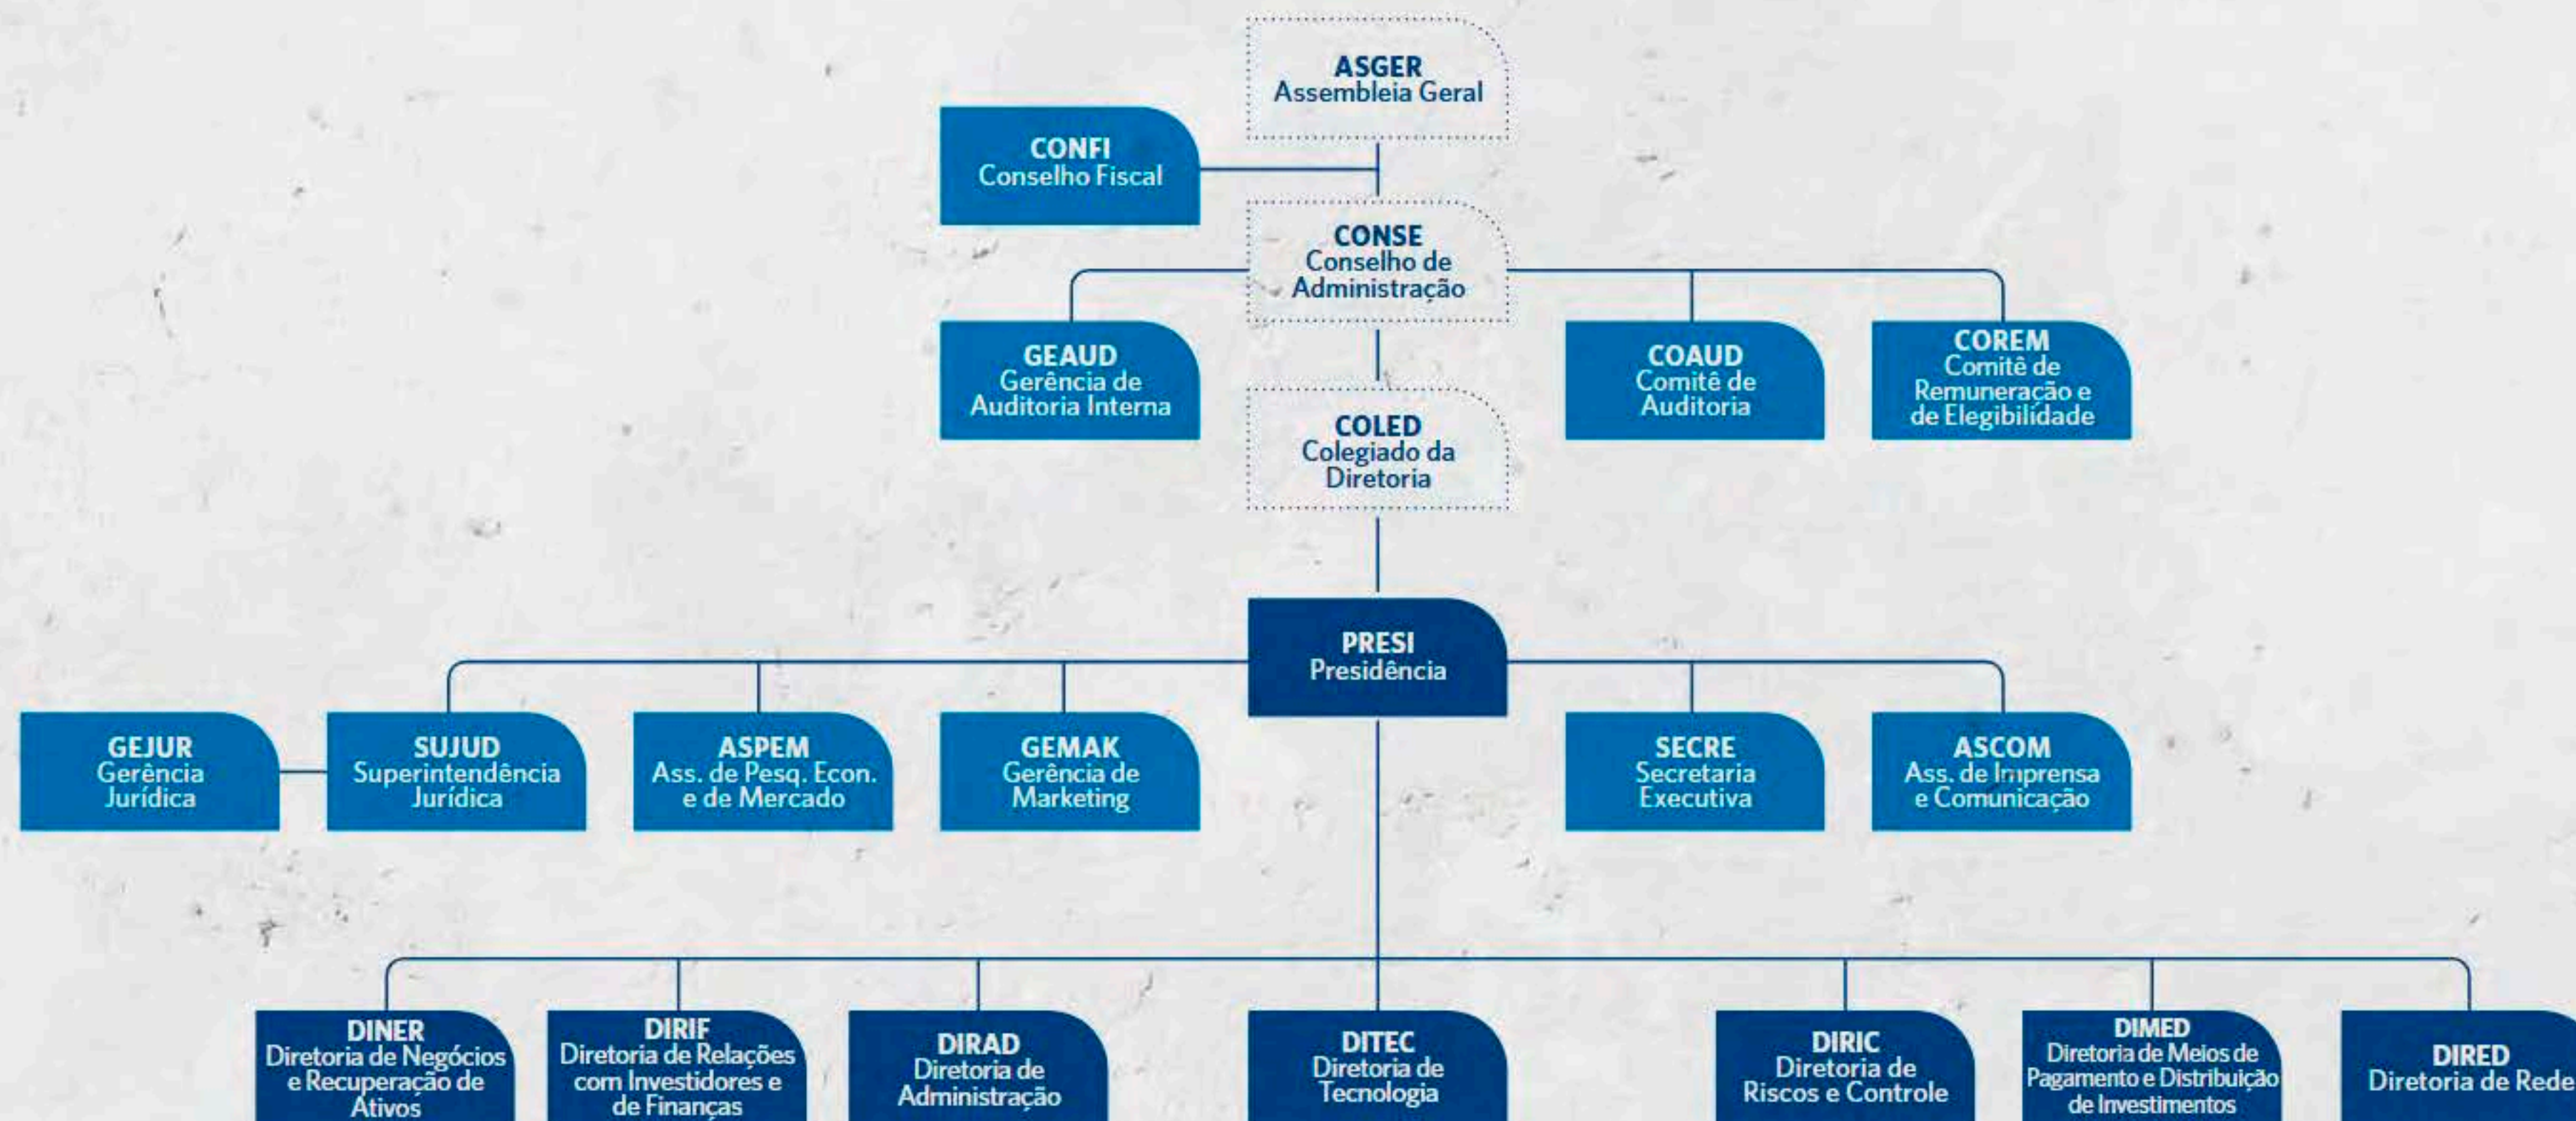 ASGER
Assembleia Geral
CONFI
Conselho Fiscal
CONSE
Conselho de
Administração
GEAUD
Gerência de
Auditoria Interna
COAUD
Comitê de
Auditoria
COREM
Comitê de
Remuneração e
de Elegibilidade
COLED
Colegiado da
Diretoria
PRESI
Presidência
GEJUR
Gerência
Jurídica
SUJUD
Superintendência
Jurídica
ASPEM
Ass. de Pesq. Econ.
e de Mercado
GEMAK
Gerência de
Marketing
SECRE
Secretaria
Executiva
ASCOM
Ass. de Imprensa
e Comunicação
DINER
Diretoria de Negócios
e Recuperação de
Ativos
DIRIF
Diretoria de Relações
com Investidores e
de Finanças
DIRAD
Diretoria de
Administração
DITEC
Diretoria de
Tecnologia
DIRIC
Diretoria de
Riscos e Controle
DIMED
Diretoria de Meios de
Pagamento e Distribuição
de Investimentos
DIRED
Diretoria de Rede